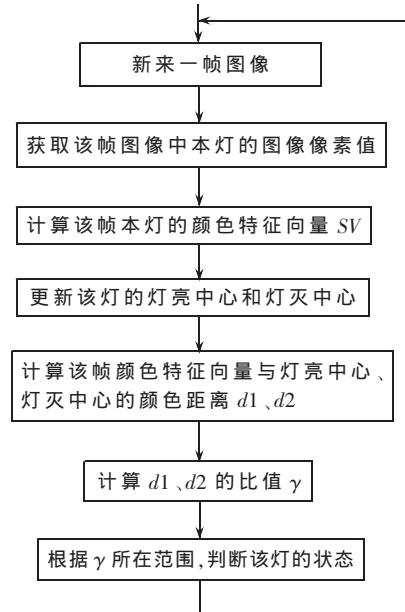 新来一帧图像
获取该帧图像中本灯的图像像素值
计算该帧本灯的颜色特征向量 SV
更新该灯的灯亮中心和灯灭中心
计算该帧颜色特征向量与灯亮中心、
灯灭中心的颜色距离 d1、d2
计算 d1、d2 的比值 γ
根据 γ 所在范围,判断该灯的状态